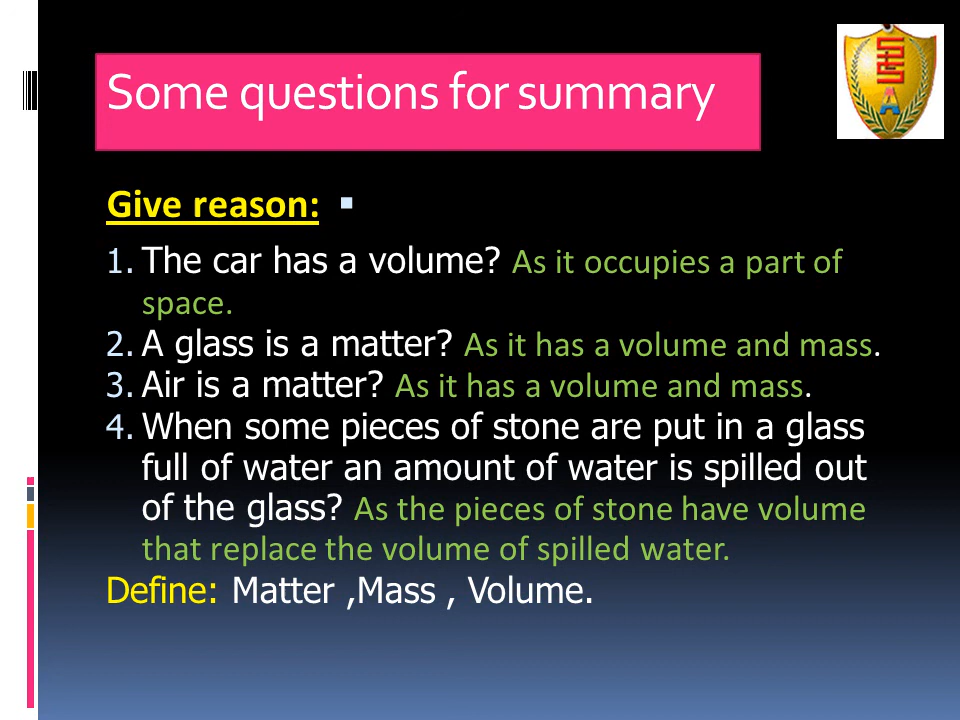 Some questions for summary
Give reason: ▪
1. The car has a volume? As it occupies a part of
space.
2. A glass is a matter? As it has a volume and mass.
3. Air is a matter? As it has a volume and mass.
4. When some pieces of stone are put in a glass
full of water an amount of water is spilled out
of the glass? As the pieces of stone have volume
that replace the volume of spilled water.
Define: Matter ,Mass , Volume.